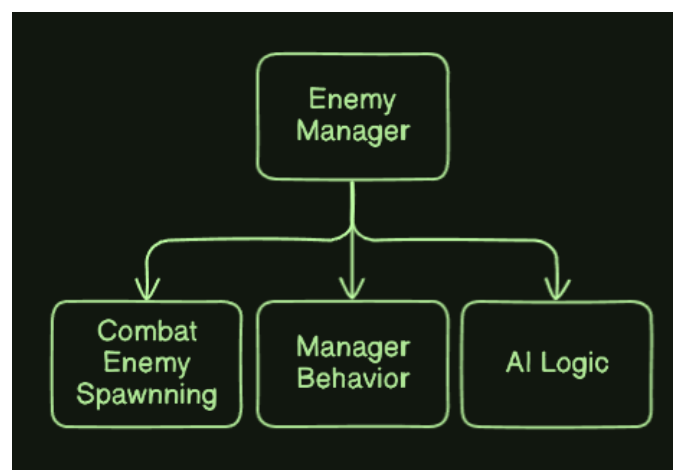 Enemy
Manager
Combat
Enemy
Spawnning
Manager
Behavior
AI Logic